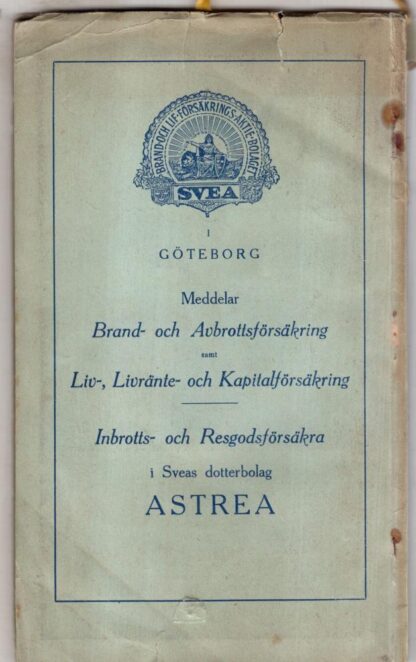 BRAND- OCH LIF-FÖRSÄKRINGS-AKTIE-BOLAGET
SVEA
I
GÖTEBORG
Meddelar
Brand- och Avbrottsförsäkring
samt
Liv-, Livränte- och Kapitalförsäkring
Inbrotts- och Resgodsförsäkra
i Sveas dotterbolag
ASTREA